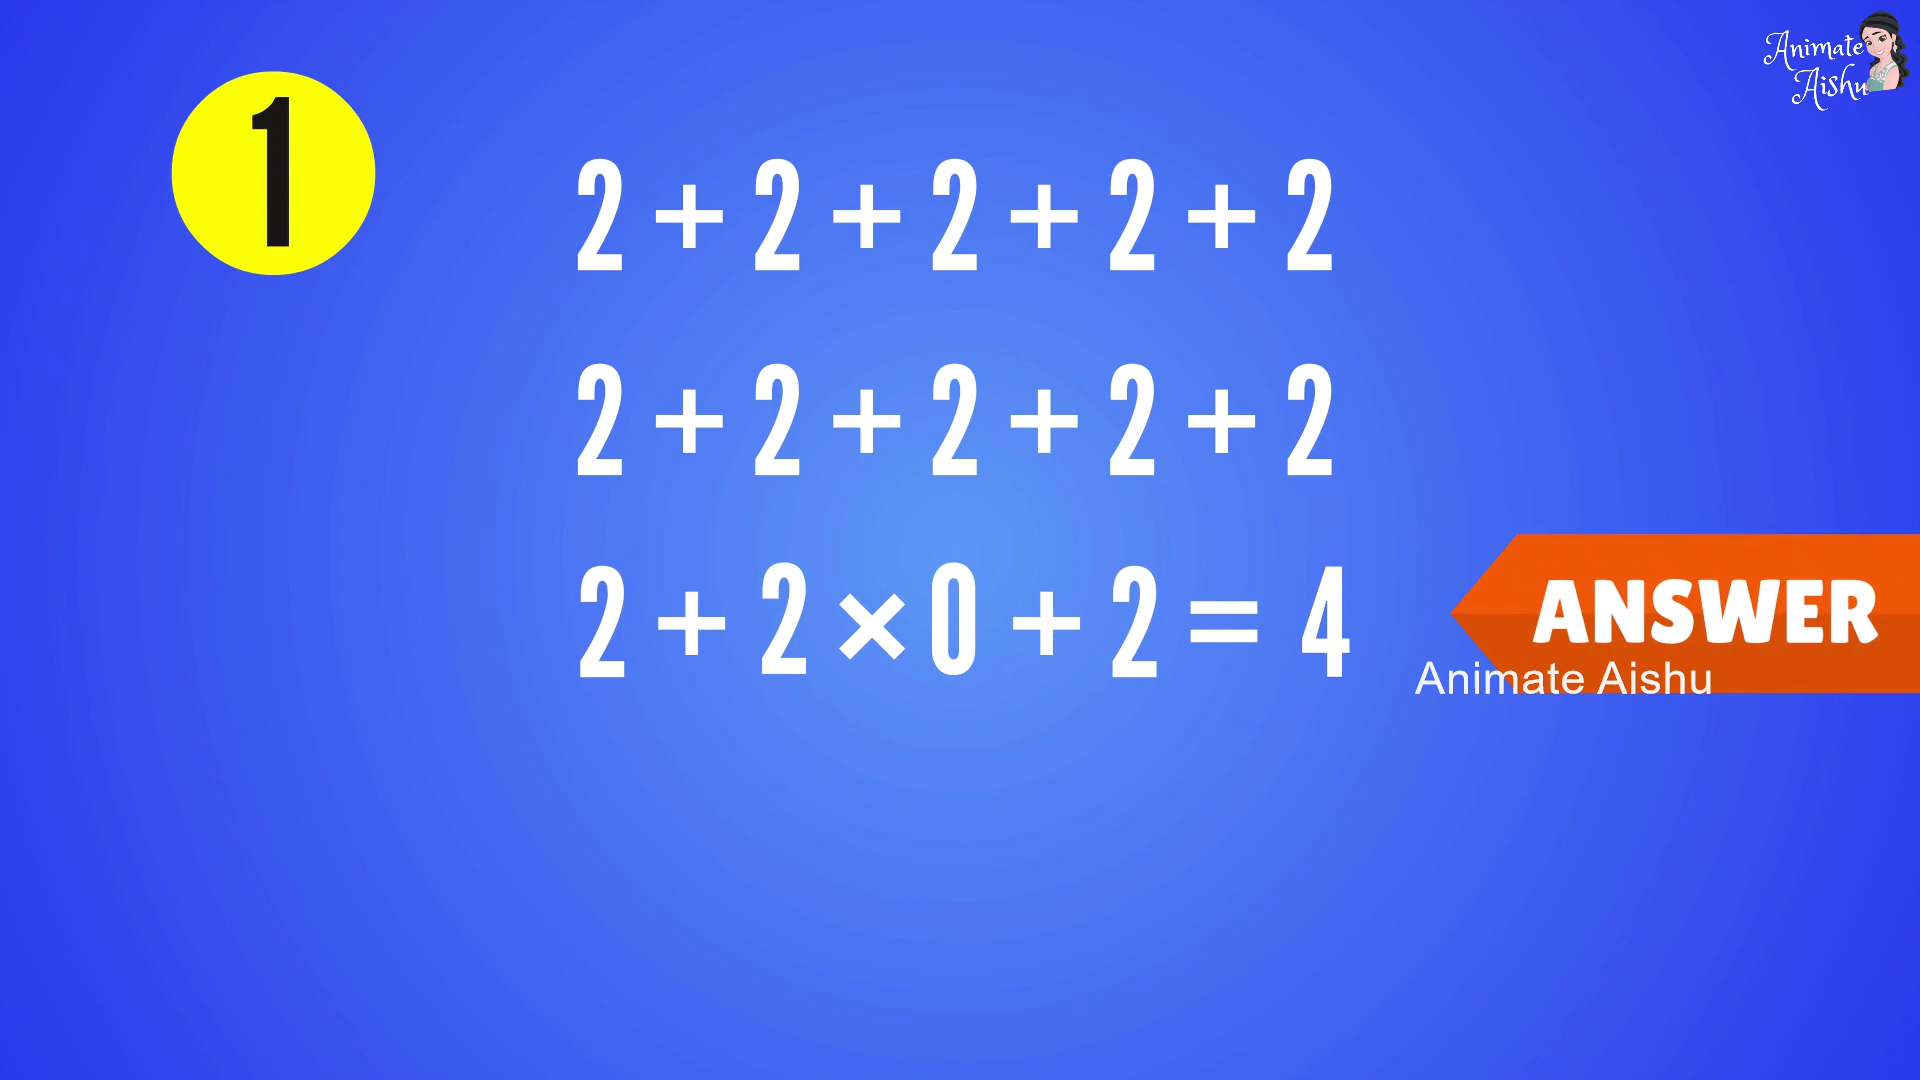 Animate
Aishu
1
2 + 2 + 2 + 2 + 2
2 + 2 + 2 + 2 + 2
2 + 2 × 0 + 2 = 4
ANSWER
Animate Aishu